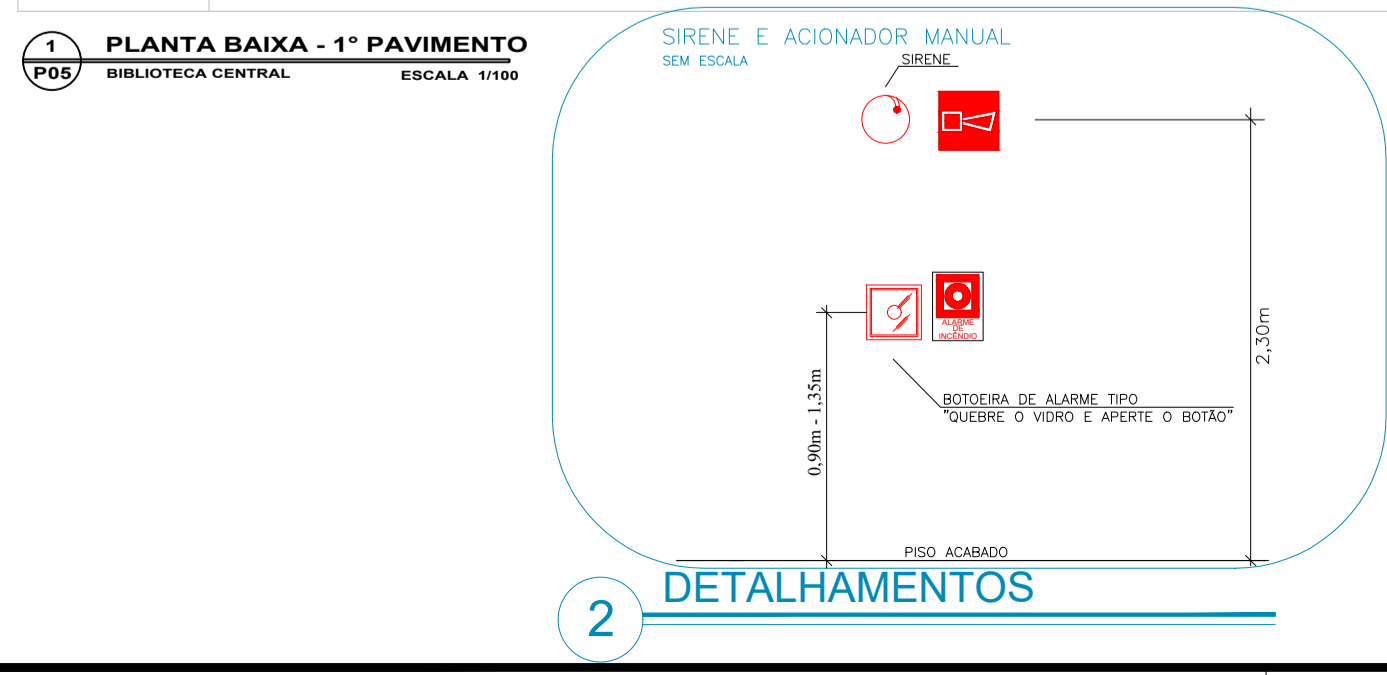 1
P05
PLANTA BAIXA - 1° PAVIMENTO
BIBLIOTECA CENTRAL
ESCALA 1/100
SIRENE E ACIONADOR MANUAL
SEM ESCALA
SIRENE
ALARME
DE
INCÊNDIO
2,30m
0,90m - 1,35m
BOTOEIRA DE ALARME TIPO
"QUEBRE O VIDRO E APERTE O BOTÃO"
PISO ACABADO
2
DETALHAMENTOS